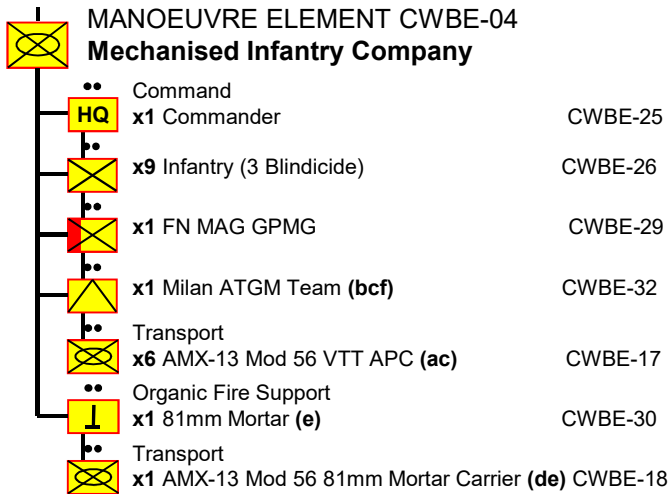 MANOEUVRE ELEMENT CWBE-04
Mechanised Infantry Company
Command
HQ x1 Commander CWBE-25
x9 Infantry (3 Blindicide) CWBE-26
x1 FN MAG GPMG CWBE-29
x1 Milan ATGM Team (bcf) CWBE-32
Transport
x6 AMX-13 Mod 56 VTT APC (ac) CWBE-17
Organic Fire Support
x1 81mm Mortar (e) CWBE-30
Transport
x1 AMX-13 Mod 56 81mm Mortar Carrier (de) CWBE-18